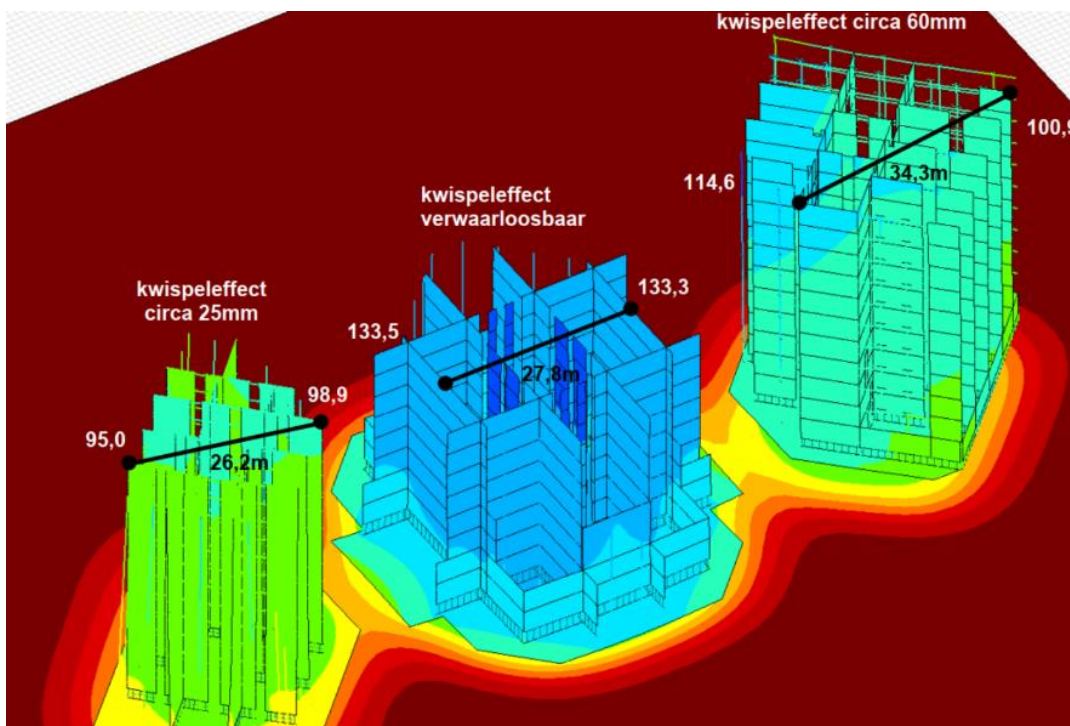 kwispeleffect circa 60mm
100,9
34,3m
114,6
kwispeleffect
verwaarloosbaar
133,3
133,5
27,8m
kwispeleffect
circa 25mm
98,9
95,0
26,2m